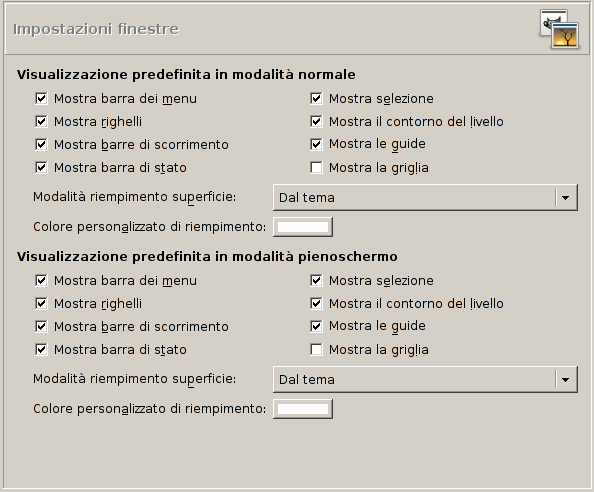 Impostazioni finestre
Visualizzazione predefinita in modalità normale
Mostra barra dei menu
Mostra selezione
Mostra righelli
Mostra il contorno del livello
Mostra barre di scorrimento
Mostra le guide
Mostra barra di stato
Mostra la griglia
Modalità riempimento superficie: Dal tema
Colore personalizzato di riempimento:
Visualizzazione predefinita in modalità pienoschermo
Mostra barra dei menu
Mostra selezione
Mostra righelli
Mostra il contorno del livello
Mostra barre di scorrimento
Mostra le guide
Mostra barra di stato
Mostra la griglia
Modalità riempimento superficie: Dal tema
Colore personalizzato di riempimento: